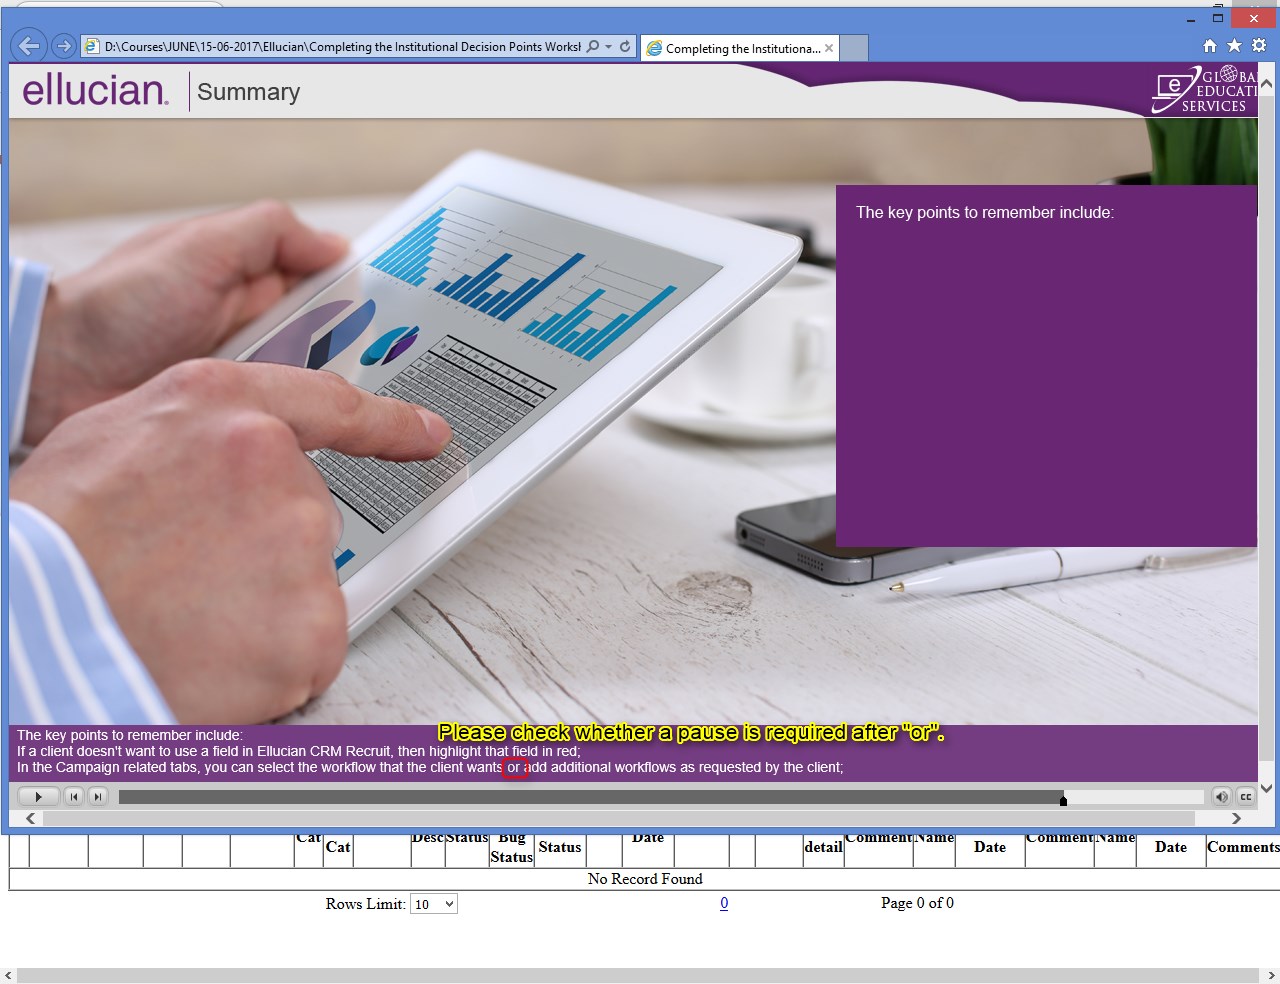 D:\Courses\JUNE\15-06-2017\Ellucian\Completing the Institutional Decision Points Worksl
Completing the Instituciona...
ellucian.
Summary
GLOBAL
EDUCATI
SERVICES
The key points to remember include:
Please check whether a pause is required after "or".
The key points to remember include:
If a client doesn't want to use a field in Ellucian CRM Recruit, then highlight that field in red;
In the Campaign related tabs, you can select the workflow that the client wants or add additional workflows as requested by the client;
CC
Cat Cat Desc Status Bug Status Status Date detail Comment Name Date Comment Name Date Comments
No Record Found
Rows Limit: 10 0 Page 0 of 0